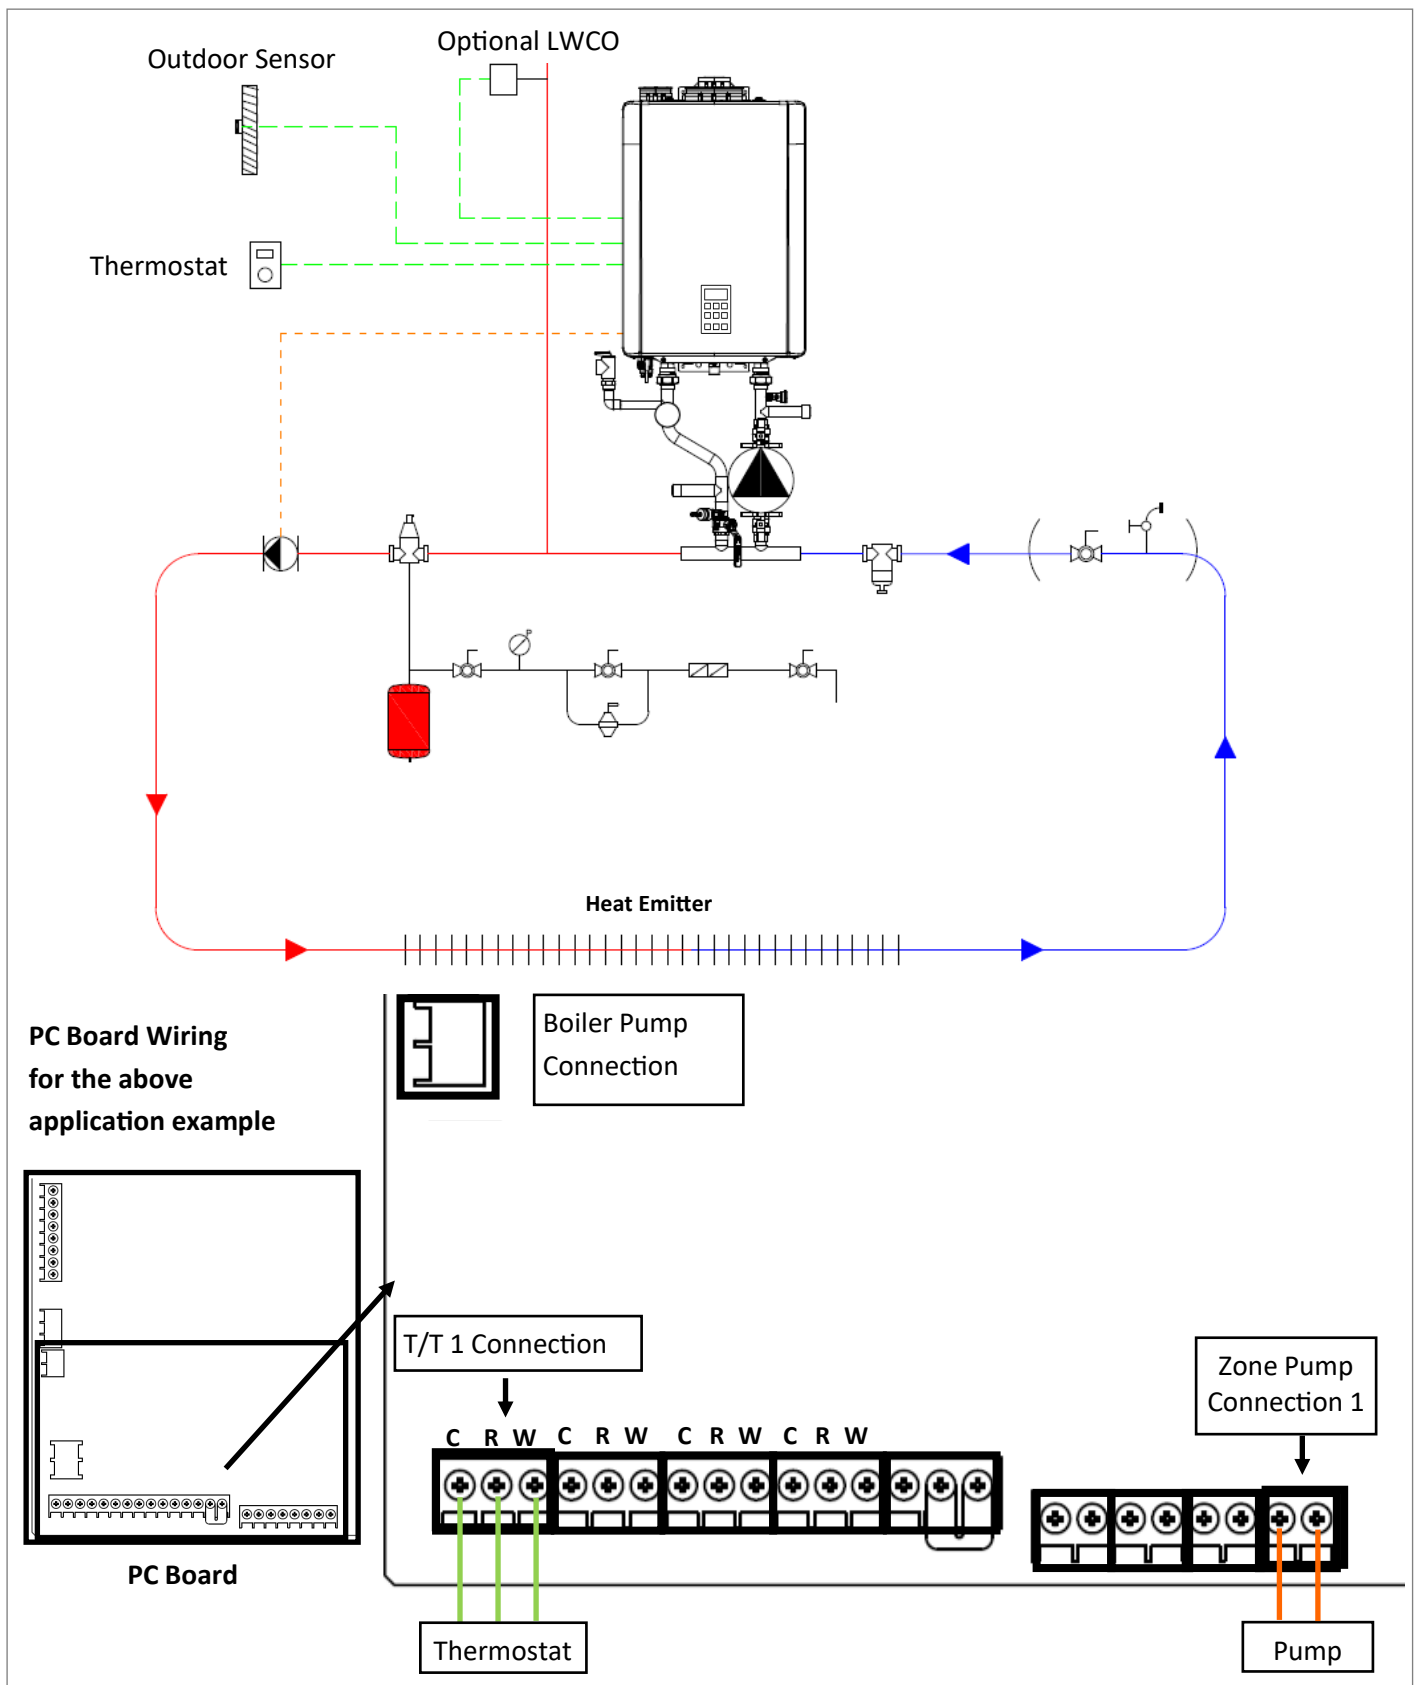 Optional LWCO
Outdoor Sensor
Thermostat
Heat Emitter
PC Board Wiring
for the above
application example
Boiler Pump
Connection
T/T 1 Connection
Zone Pump
Connection 1
C R W C R W C R W C R W
PC Board
Thermostat
Pump